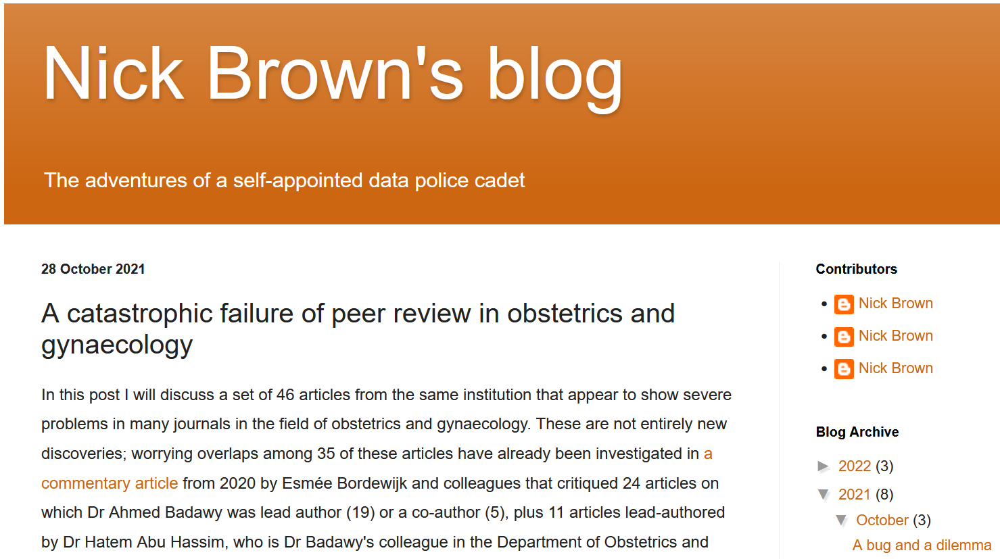 Nick Brown's blog
The adventures of a self-appointed data police cadet
28 October 2021
A catastrophic failure of peer review in obstetrics and
gynaecology
In this post I will discuss a set of 46 articles from the same institution that appear to show severe
problems in many journals in the field of obstetrics and gynaecology. These are not entirely new
discoveries; worrying overlaps among 35 of these articles have already been investigated in a
commentary article from 2020 by Esmée Bordewijk and colleagues that critiqued 24 articles on
which Dr Ahmed Badawy was lead author (19) or a co-author (5), plus 11 articles lead-authored
by Dr Hatem Abu Hassim, who is Dr Badawy's colleague in the Department of Obstetrics and
Contributors
Nick Brown
Nick Brown
Nick Brown
Blog Archive
► 2022 (3)
▼ 2021 (8)
▼ October (3)
A bug and a dilemma